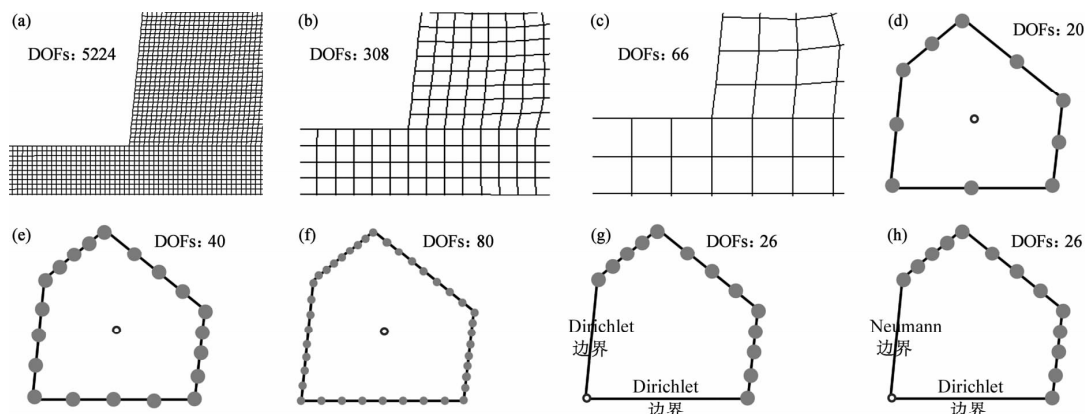 (a)
DOFs: 5224
(b)
DOFs: 308
(c)
DOFs: 66
(d)
DOFs: 20
(e)
DOFs: 40
(f)
DOFs: 80
(g)
DOFs: 26
Dirichlet
边界
Dirichlet
边界
(h)
DOFs: 26
Neumann
边界
Dirichlet
边界